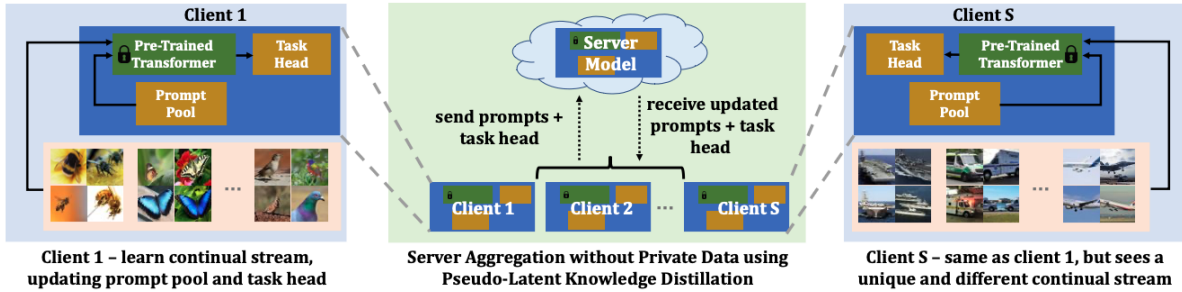 Client 1
Pre-Trained
Transformer
Task
Head
Prompt
Pool
...
Client 1 – learn continual stream,
updating prompt pool and task head
Server
Model
send prompts +
task head
receive updated
prompts + task
head
Client 1
Client 2
...
Client S
Server Aggregation without Private Data using
Pseudo-Latent Knowledge Distillation
Client S
Task
Head
Pre-Trained
Transformer
Prompt
Pool
...
Client S – same as client 1, but sees a
unique and different continual stream